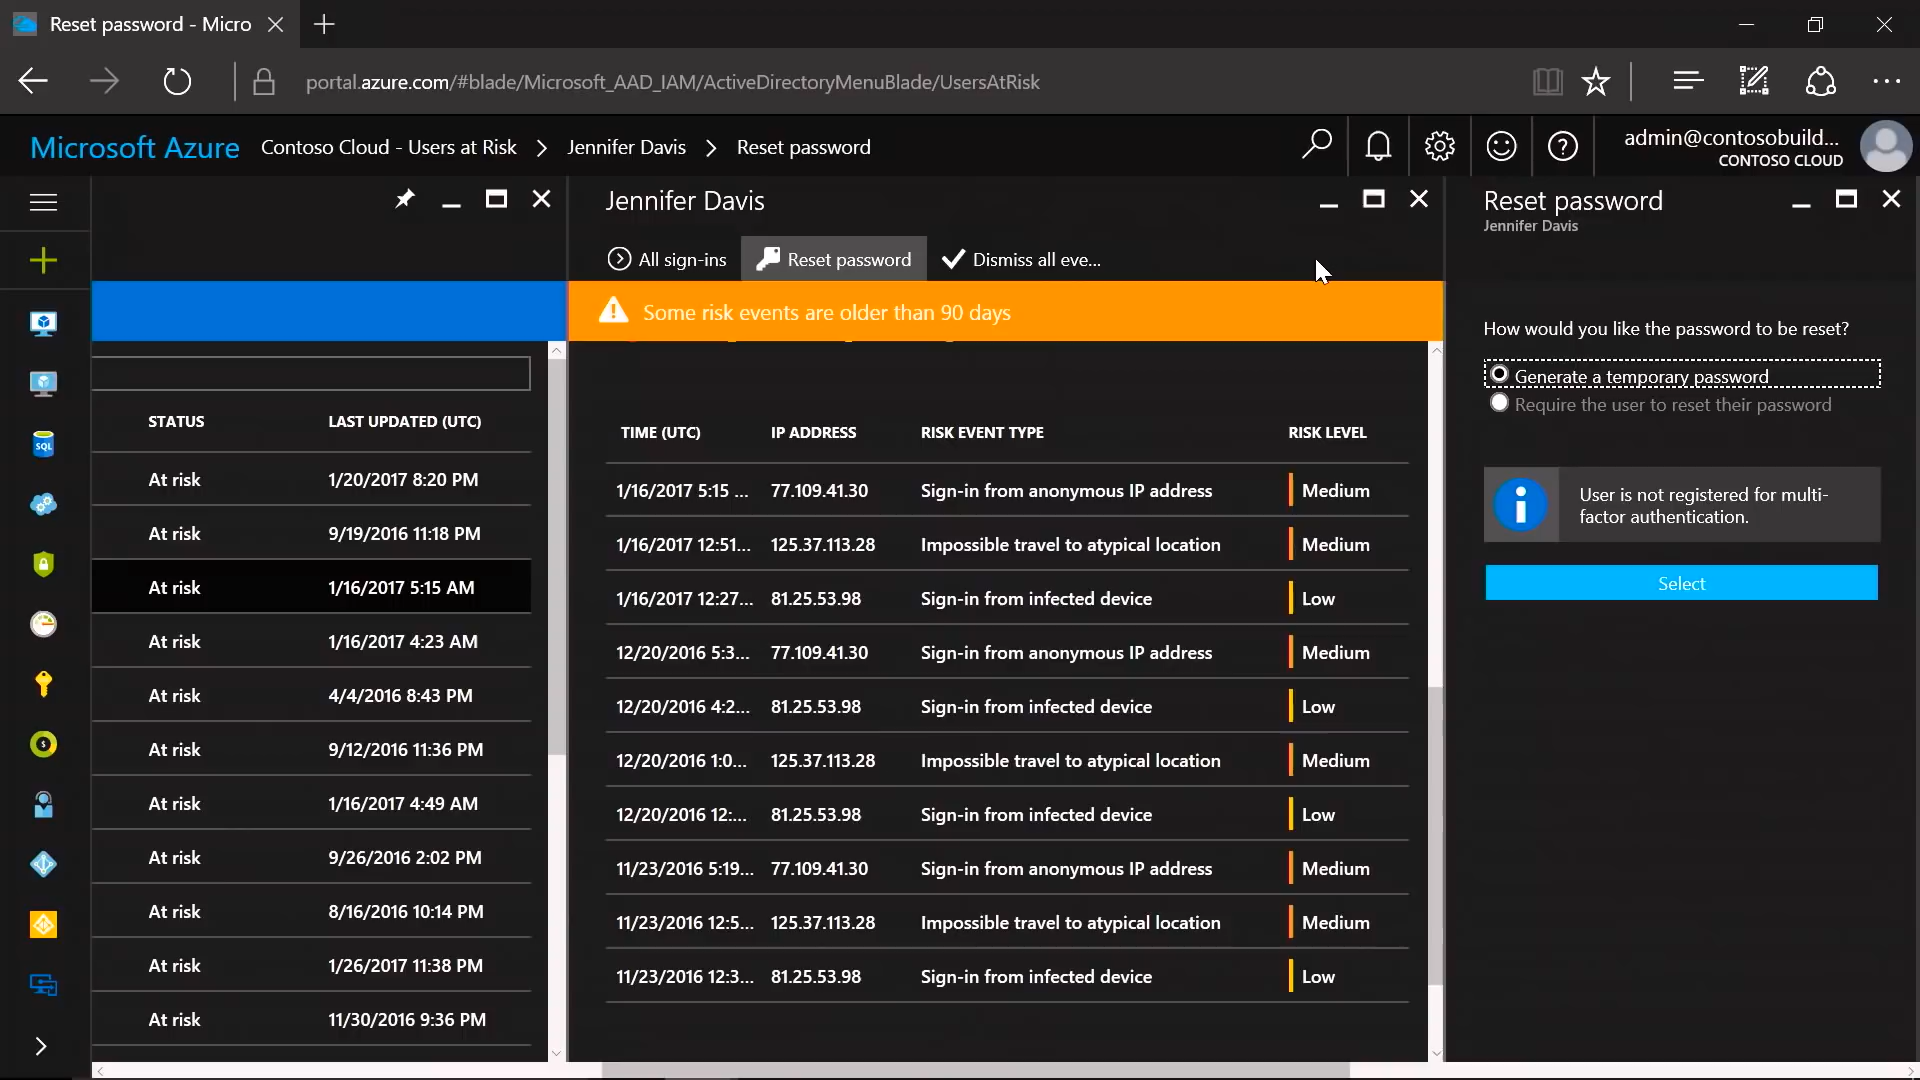 Reset password - Micro
portal.azure.com/#blade/Microsoft_AAD_IAM/ActiveDirectoryMenuBlade/UsersAtRisk
Microsoft Azure
Contoso Cloud - Users at Risk
Jennifer Davis
Reset password
admin@contosobuild...
CONTOSO CLOUD
STATUS LAST UPDATED (UTC)
At risk 1/20/2017 8:20 PM
At risk 9/19/2016 11:18 PM
At risk 1/16/2017 5:15 AM
At risk 1/16/2017 4:23 AM
At risk 4/4/2016 8:43 PM
At risk 9/12/2016 11:36 PM
At risk 1/16/2017 4:49 AM
At risk 9/26/2016 2:02 PM
At risk 8/16/2016 10:14 PM
At risk 1/26/2017 11:38 PM
At risk 11/30/2016 9:36 PM
SQL
Jennifer Davis
All sign-ins
Reset password
Dismiss all eve...
Some risk events are older than 90 days
TIME (UTC) IP ADDRESS RISK EVENT TYPE RISK LEVEL
1/16/2017 5:15 ... 77.109.41.30 Sign-in from anonymous IP address Medium
1/16/2017 12:51... 125.37.113.28 Impossible travel to atypical location Medium
1/16/2017 12:27... 81.25.53.98 Sign-in from infected device Low
12/20/2016 5:3... 77.109.41.30 Sign-in from anonymous IP address Medium
12/20/2016 4:2... 81.25.53.98 Sign-in from infected device Low
12/20/2016 1:0... 125.37.113.28 Impossible travel to atypical location Medium
12/20/2016 12:... 81.25.53.98 Sign-in from infected device Low
11/23/2016 5:19... 77.109.41.30 Sign-in from anonymous IP address Medium
11/23/2016 12:5... 125.37.113.28 Impossible travel to atypical location Medium
11/23/2016 12:3... 81.25.53.98 Sign-in from infected device Low
Reset password
Jennifer Davis
How would you like the password to be reset?
Generate a temporary password
Require the user to reset their password
User is not registered for multi-
factor authentication.
Select